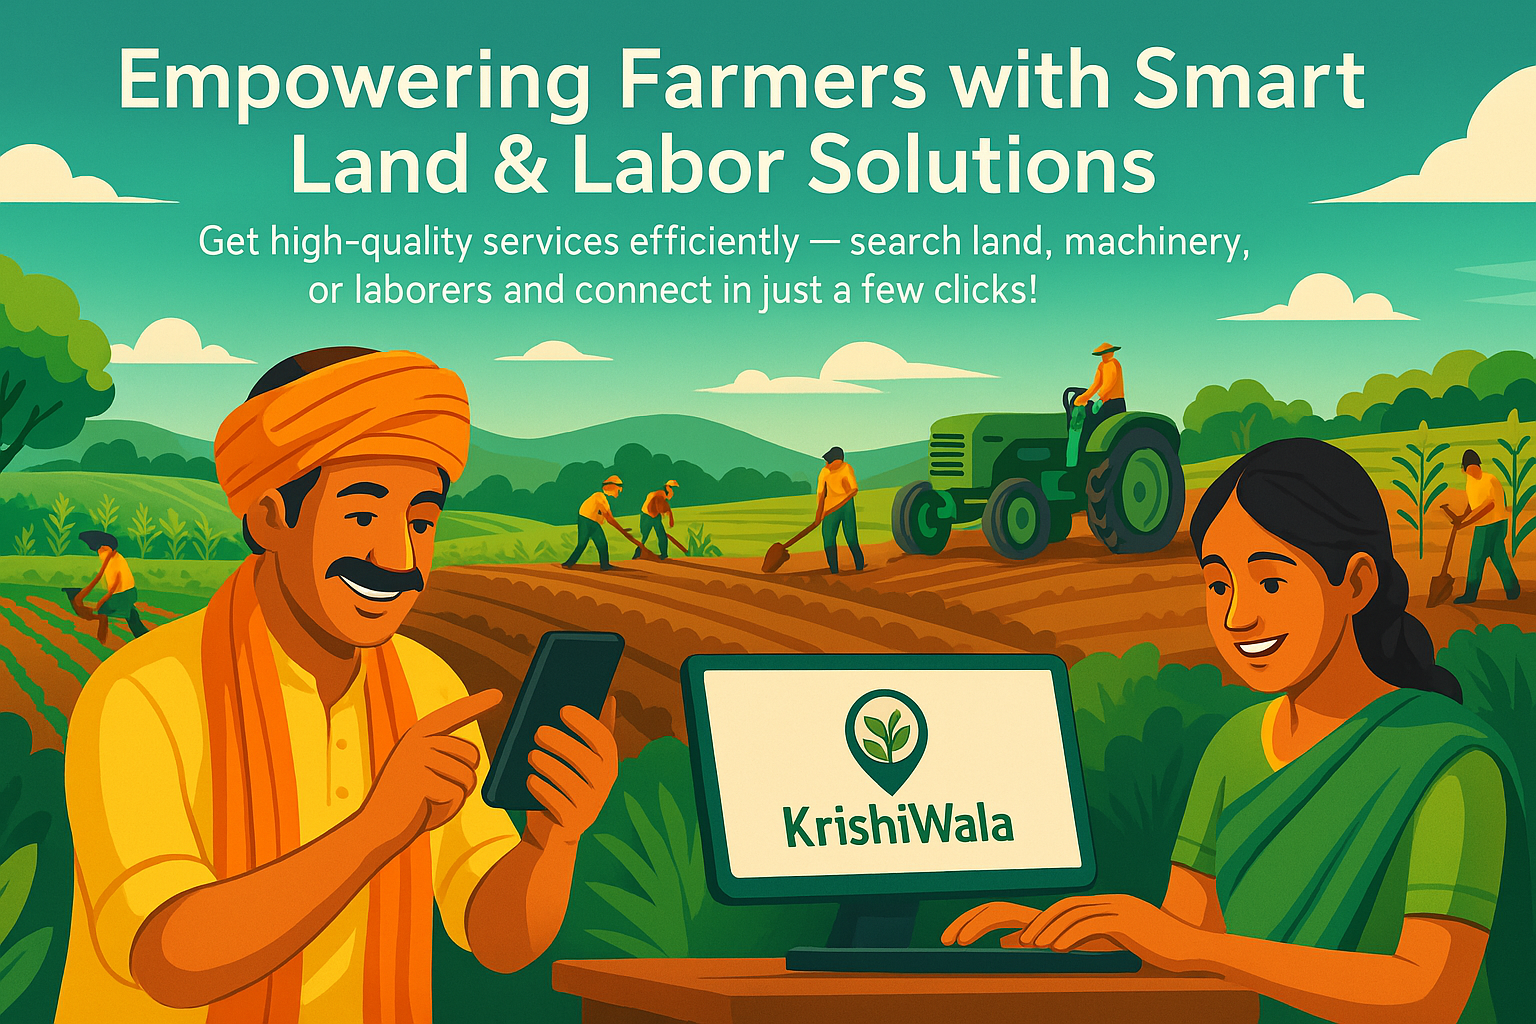 Empowering Farmers with Smart
Land & Labor Solutions
Get high-quality services efficiently — search land, machinery,
or laborers and connect in just a few clicks!
KrishiWala